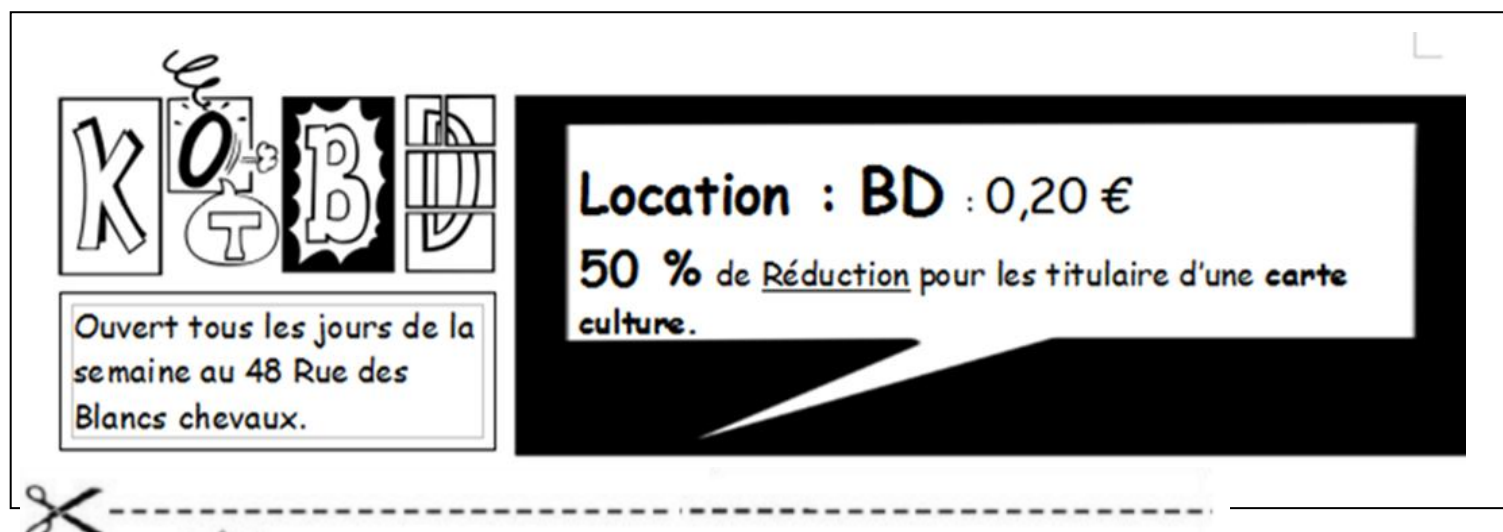 KOTBD
Ouvert tous les jours de la
semaine au 48 Rue des
Blancs chevaux.
Location : BD : 0,20 €
50 % de Réduction pour les titulaire d'une carte
culture.